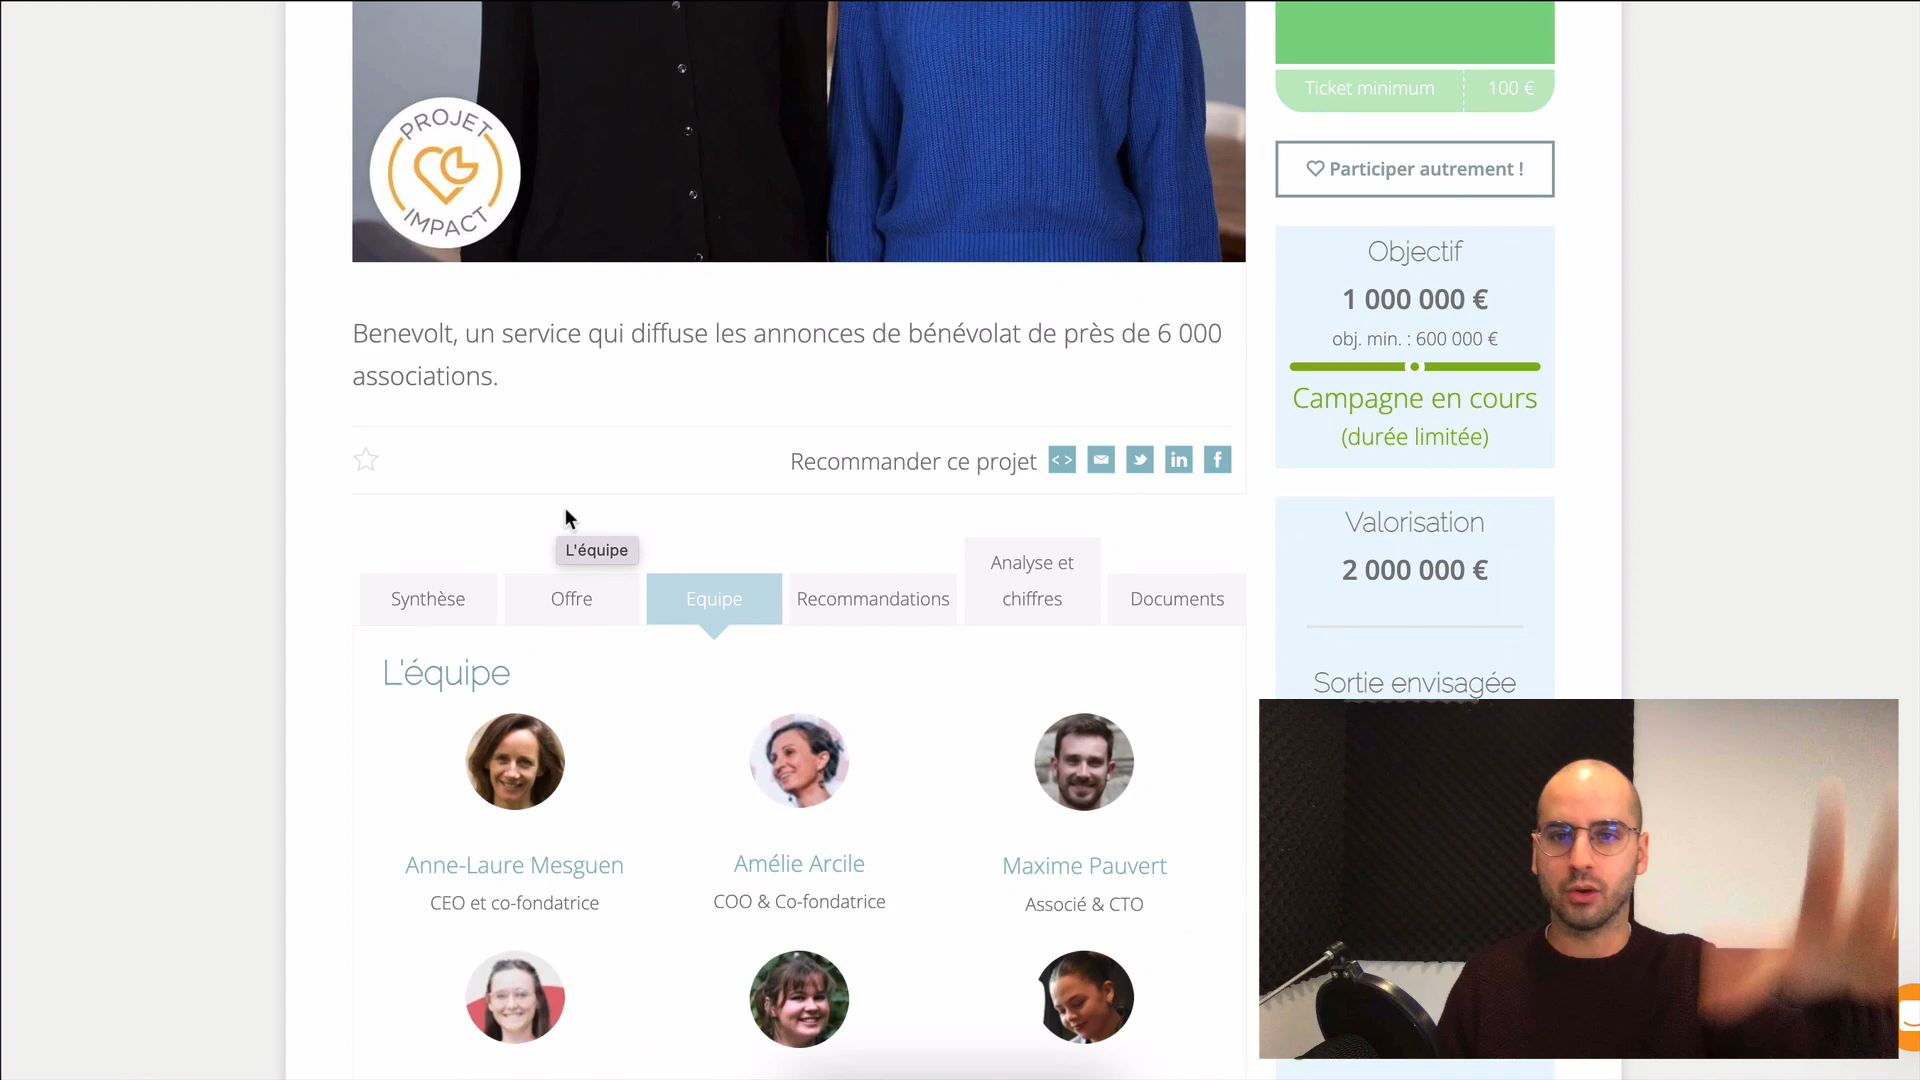 PROJET
IMPACT
Ticket minimum 100 €
Participer autrement !
Objectif
1 000 000 €
obj. min. : 600 000 €
Campagne en cours
(durée limitée)
Benevolt, un service qui diffuse les annonces de bénévolat de près de 6 000
associations.
Recommander ce projet
L'équipe
Synthèse
Offre
Equipe
Recommandations
Analyse et
chiffres
Documents
Valorisation
2 000 000 €
Sortie envisagée
L'équipe
Anne-Laure Mesguen
CEO et co-fondatrice
Amélie Arcile
COO & Co-fondatrice
Maxime Pauvert
Associé & CTO